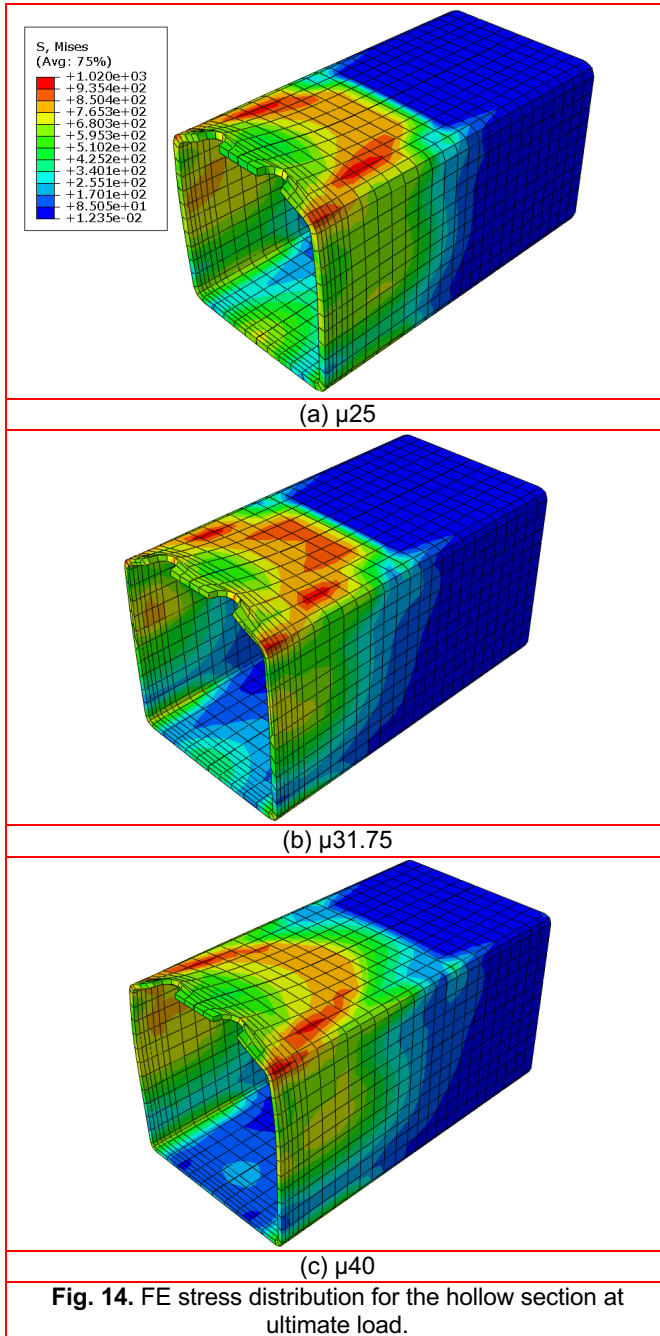 S, Mises
(Avg: 75%)
+1.020e+03
+9.354e+02
+8.504e+02
+7.653e+02
+6.803e+02
+5.953e+02
+5.102e+02
+4.252e+02
+3.401e+02
+2.551e+02
+1.701e+02
+8.505e+01
+1.235e-02
(a) μ25
(b) μ31.75
(c) μ40
Fig. 14. FE stress distribution for the hollow section at
ultimate load.